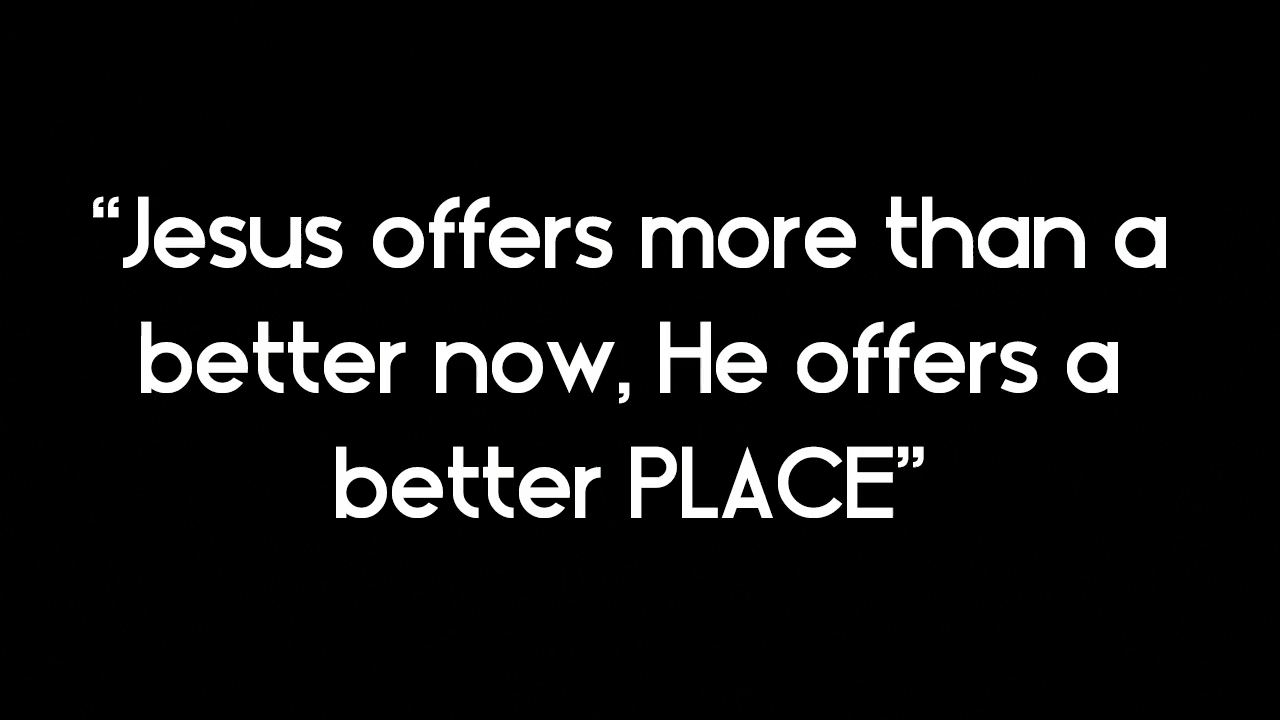 “Jesus offers more than a
better now, He offers a
better PLACE”